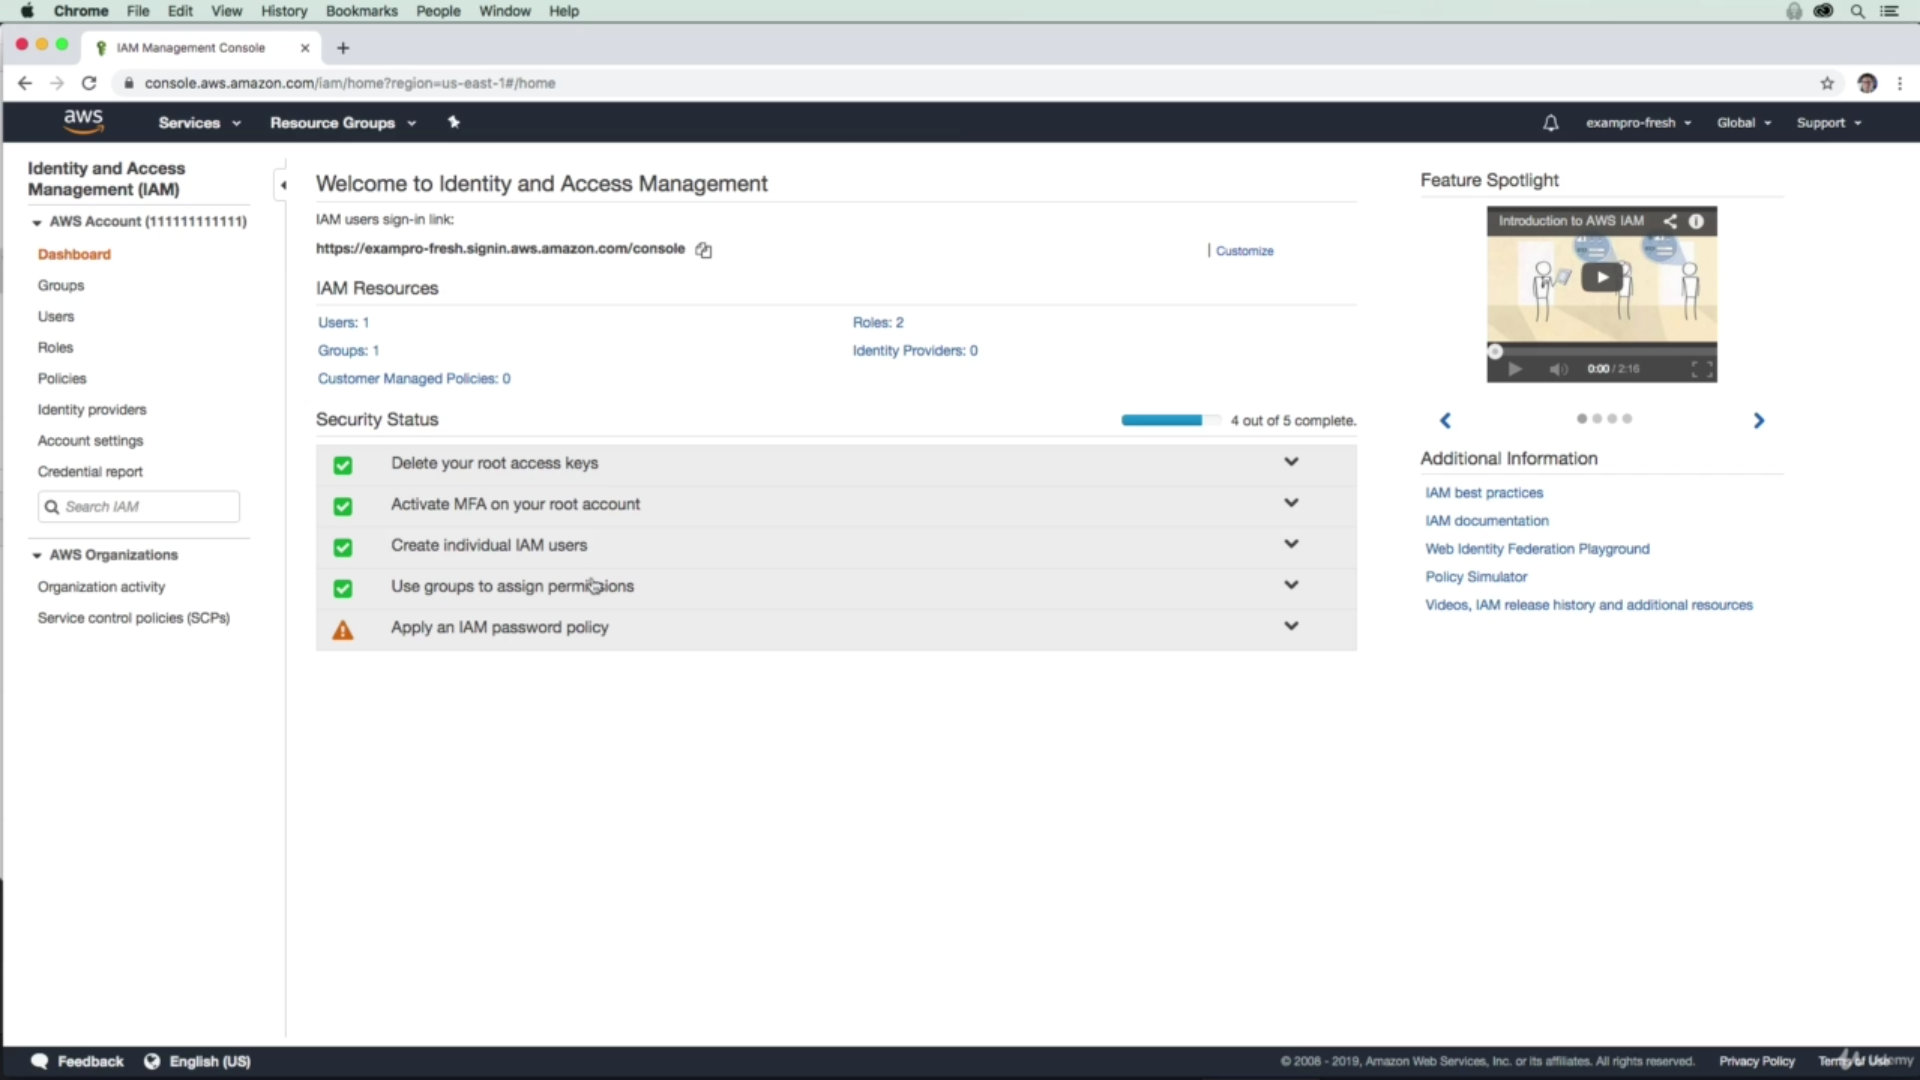 Chrome File Edit View History Bookmarks People Window Help
IAM Management Console
console.aws.amazon.com/iam/home?region=us-east-1#/home
aws Services Resource Groups exampro-fresh Global Support
Identity and Access
Management (IAM)
AWS Account (111111111111)
Dashboard
Groups
Users
Roles
Policies
Identity providers
Account settings
Credential report
Search IAM
AWS Organizations
Organization activity
Service control policies (SCPs)
Welcome to Identity and Access Management
IAM users sign-in link:
https://exampro-fresh.signin.aws.amazon.com/console
Customize
IAM Resources
Users: 1
Roles: 2
Groups: 1
Identity Providers: 0
Customer Managed Policies: 0
Security Status
4 out of 5 complete.
Delete your root access keys
Activate MFA on your root account
Create individual IAM users
Use groups to assign permissions
Apply an IAM password policy
Feature Spotlight
Introduction to AWS IAM
0:00 / 2:16
Additional Information
IAM best practices
IAM documentation
Web Identity Federation Playground
Policy Simulator
Videos, IAM release history and additional resources
Feedback English (US)
© 2008 - 2019, Amazon Web Services, Inc. or its affiliates. All rights reserved. Privacy Policy Terms of Use